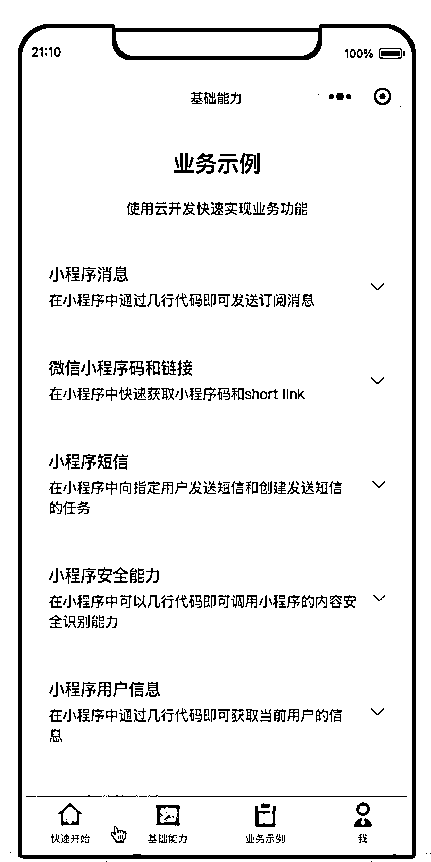 21:10 100%
基础能力
业务示例
使用云开发快速实现业务功能
小程序消息
在小程序中通过几行代码即可发送订阅消息
微信小程序码和链接
在小程序中快速获取小程序码和short link
小程序短信
在小程序中向指定用户发送短信和创建发送短信
的任务
小程序安全能力
在小程序中可以几行代码即可调用小程序的内容安
全识别能力
小程序用户信息
在小程序中通过几行代码即可获取当前用户的信
息
快速开始 基础能力 业务示例 我